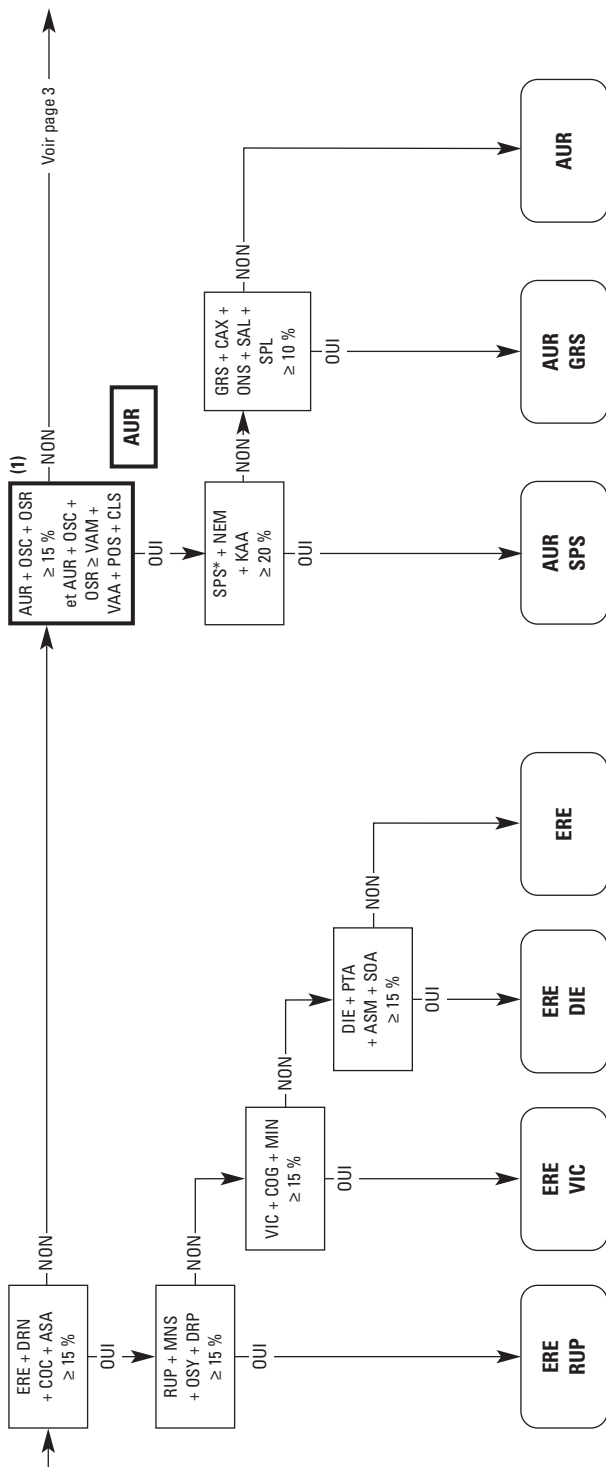 ERE + DRN
+ COC + ASA
≥ 15 %
NON
OUI
RUP + MNS
+ OSY + DRP
≥ 15 %
NON
OUI
VIC + COG + MIN
≥ 15 %
NON
OUI
DIE + PTA
+ ASM + SOA
≥ 15 %
NON
OUI
ERE
RUP
ERE
VIC
ERE
DIE
ERE
(1)
AUR + OSC + OSR
≥ 15 %
et AUR + OSC +
OSR ≥ VAM +
VAA + POS + CLS
NON
Voir page 3
OUI
AUR
SPS* + NEM
+ KAA
≥ 20 %
NON
OUI
GRS + CAX +
ONS + SAL +
SPL
≥ 10 %
NON
OUI
AUR
SPS
AUR
GRS
AUR